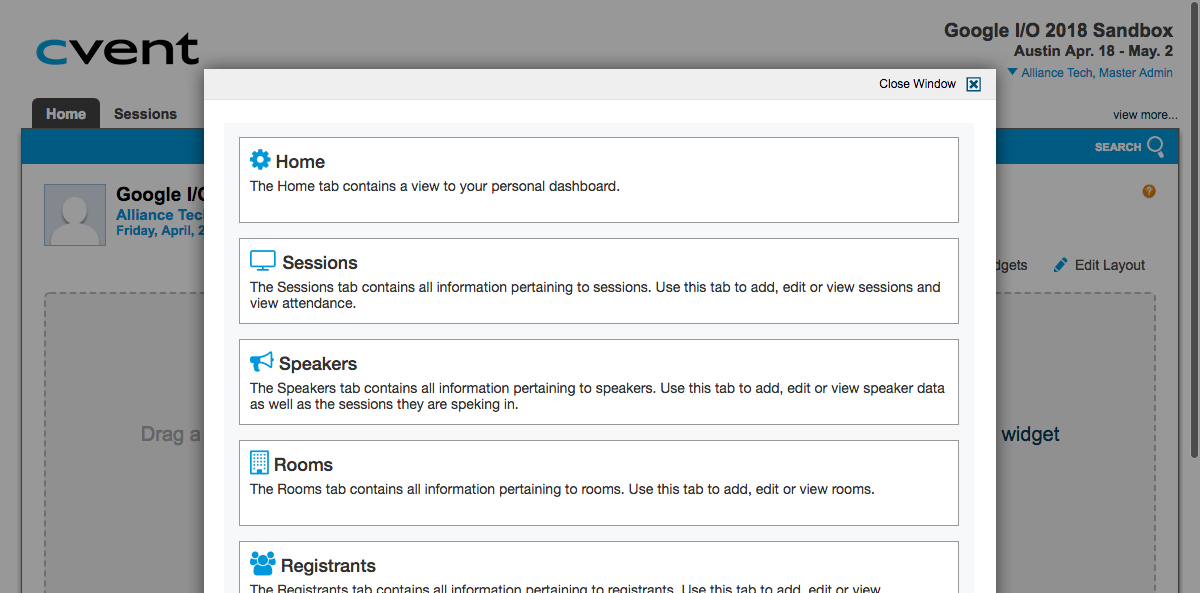 cvent
Google I/O 2018 Sandbox
Austin Apr. 18 - May. 2
Alliance Tech, Master Admin
Close Window
Home
Sessions
view more...
SEARCH
Google I/O
Alliance Tec
Friday, April, 2
Edit Layout
Drag a
widget
Home
The Home tab contains a view to your personal dashboard.
Sessions
The Sessions tab contains all information pertaining to sessions. Use this tab to add, edit or view sessions and
view attendance.
Speakers
The Speakers tab contains all information pertaining to speakers. Use this tab to add, edit or view speaker data
as well as the sessions they are speking in.
Rooms
The Rooms tab contains all information pertaining to rooms. Use this tab to add, edit or view rooms.
Registrants
The Registrants tab contains all information pertaining to registrants. Use this tab to add, edit or view